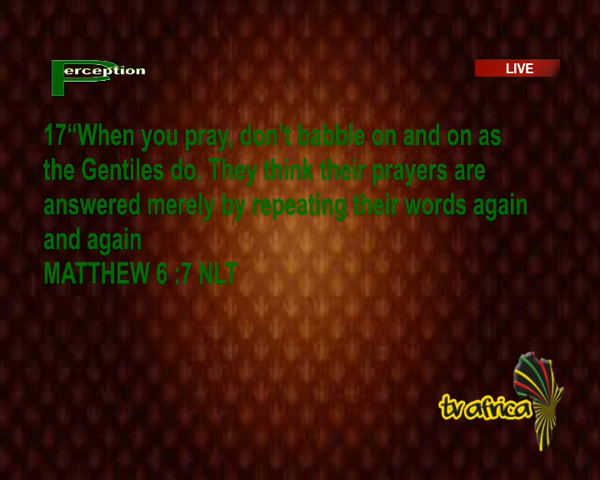 Perception
LIVE
17“When you pray, don't babble on and on as
the Gentiles do. They think their prayers are
answered merely by repeating their words again
and again
MATTHEW 6 :7 NLT
tv africa